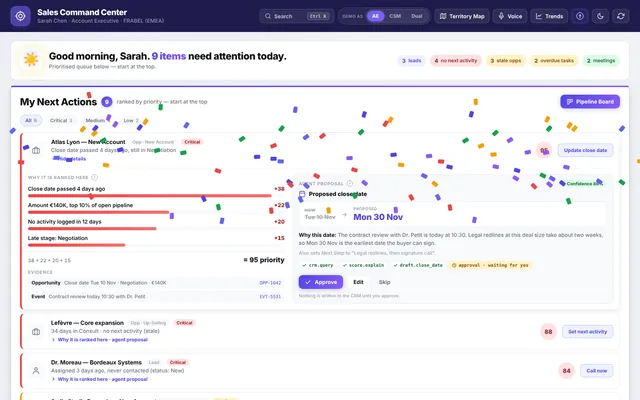 Sales Command Center
Sarah Chen · Account Executive · FRABEL (EMEA)
Search
Ctrl K
DEMO AS
All
CSM
Dual
Territory Map
Voice
Trends
Good morning, Sarah. 9 items need attention today.
Prioritised queue below — start at the top.
3 leads
4 no next activity
3 stale opps
2 overdue tasks
2 meetings
My Next Actions
9
ranked by priority — start at the top
Pipeline Board
All 9
Critical 3
Medium
Low 2
Atlas Lyon — New Account
Opp · New Account
Critical
Close date passed 4 days ago, still in Negotiation
details
Update close date
WHY IT IS RANKED HERE
Close date passed 4 days ago
+38
Amount €140K, top 10% of open pipeline
+22
No activity logged in 12 days
+20
Late stage: Negotiation
+15
38 + 22 + 20 + 15
= 95 priority
EVIDENCE
Opportunity
Close date Tue 10 Nov · Negotiation · €140K
OPP-1042
Event
Contract review today 10:30 with Dr. Petit
EVT-5531
AGENT PROPOSAL
Confidence
Proposed close date
NOW
Tue 10 Nov
→
PROPOSED
Mon 30 Nov
Why this date: The contract review with Dr. Petit is today at 10:30. Legal redlines at this deal size take about two weeks,
so Mon 30 Nov is the earliest date the buyer can sign.
Also sets Next Step to "Legal redlines, then signature call".
✓ crm.query
✓ score.explain
✓ draft.close_date
approval · waiting for you
Approve
Edit
Skip
Nothing is written to the CRM until you approve.
Lefèvre — Core expansion
Opp · Up-Selling
Critical
34 days in Consult · no next activity (stale)
Why it is ranked here · agent proposal
88
Set next activity
Dr. Moreau — Bordeaux Systems
Lead
Critical
Assigned 3 days ago, never contacted (status: New)
Why it is ranked here · agent proposal
84
Call now